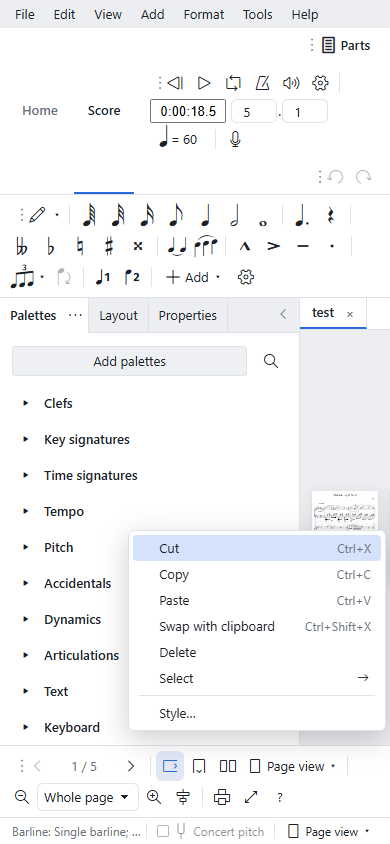 File Edit View Add Format Tools Help
Parts
Home Score 0:00:18.5 5 . 1
= 60
3
1 2 Add
Palettes Layout Properties test
Add palettes
Clefs
Key signatures
Time signatures
Tempo
Pitch
Accidentals
Dynamics
Articulations
Text
Keyboard
Cut Ctrl+X
Copy Ctrl+C
Paste Ctrl+V
Swap with clipboard Ctrl+Shift+X
Delete
Select
Style...
1 / 5 Page view
Whole page ?
Barline: Single barline; ... Concert pitch Page view